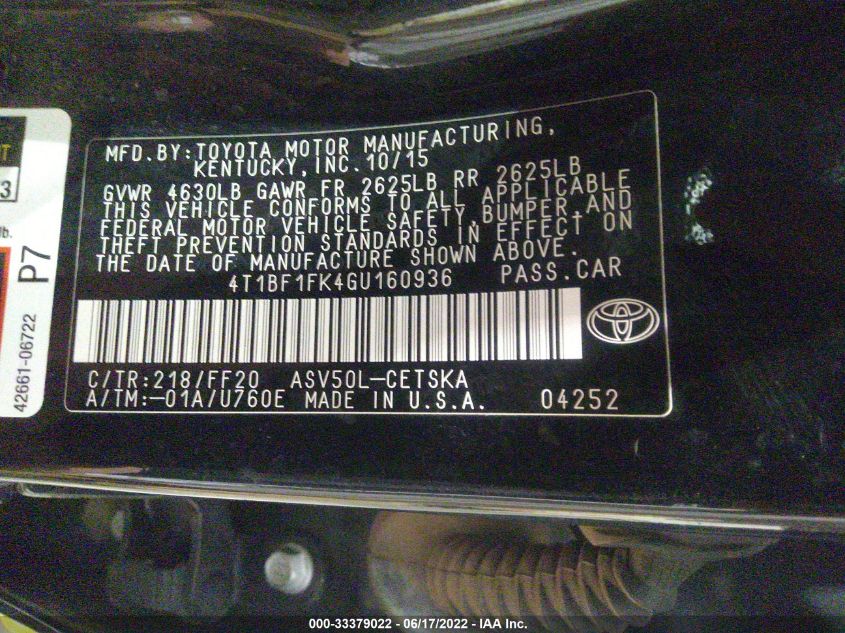 MFD.BY:TOYOTA MOTOR MANUFACTURING,
KENTUCKY,INC.10/15
GVWR 4630LB GAWR FR 2625LB RR 2625LB
THIS VEHICLE CONFORMS TO ALL APPLICABLE
FEDERAL MOTOR VEHICLE SAFETY,BUMPER,AND
THEFT PREVENTION STANDARDS IN EFFECT ON
THE DATE OF MANUFACTURE SHOWN ABOVE.
4T1BF1FK4GU160936 PASS.CAR
C/TR:218/FF20 ASV50L-CETSKA
A/TM:-01A/U760E MADE IN U.S.A. 04252
3
lb.
P7
42661-06722
000-33379022 - 06/17/2022 - IAA Inc.